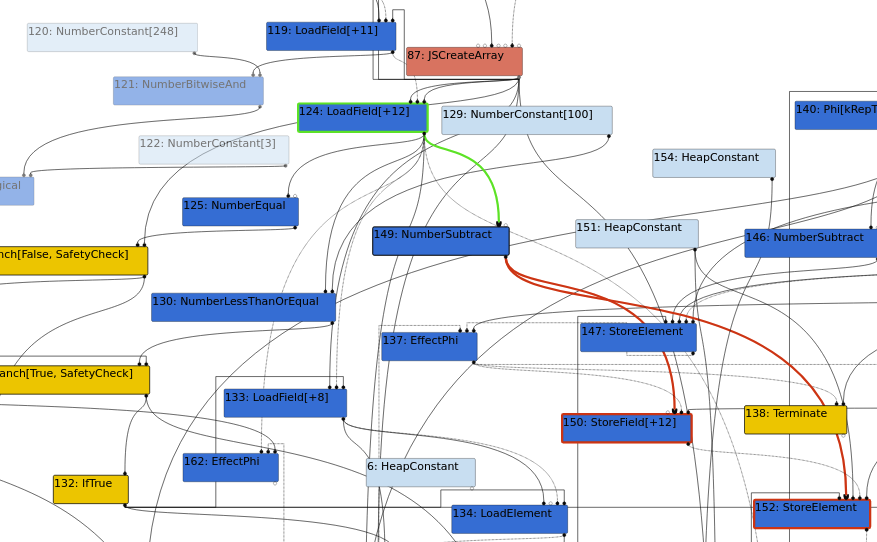 120: NumberConstant[248]
119: LoadField[+11]
87: JSCreateArray
121: NumberBitwiseAnd
124: LoadField[+12]
129: NumberConstant[100]
140: Phi[kRepT
122: NumberConstant[3]
154: HeapConstant
gical
125: NumberEqual
149: NumberSubtract
151: HeapConstant
146: NumberSubtract
nch[False, SafetyCheck]
130: NumberLessThanOrEqual
137: EffectPhi
147: StoreElement
anch[True, SafetyCheck]
133: LoadField[+8]
150: StoreField[+12]
138: Terminate
162: EffectPhi
6: HeapConstant
132: IfTrue
134: LoadElement
152: StoreElement